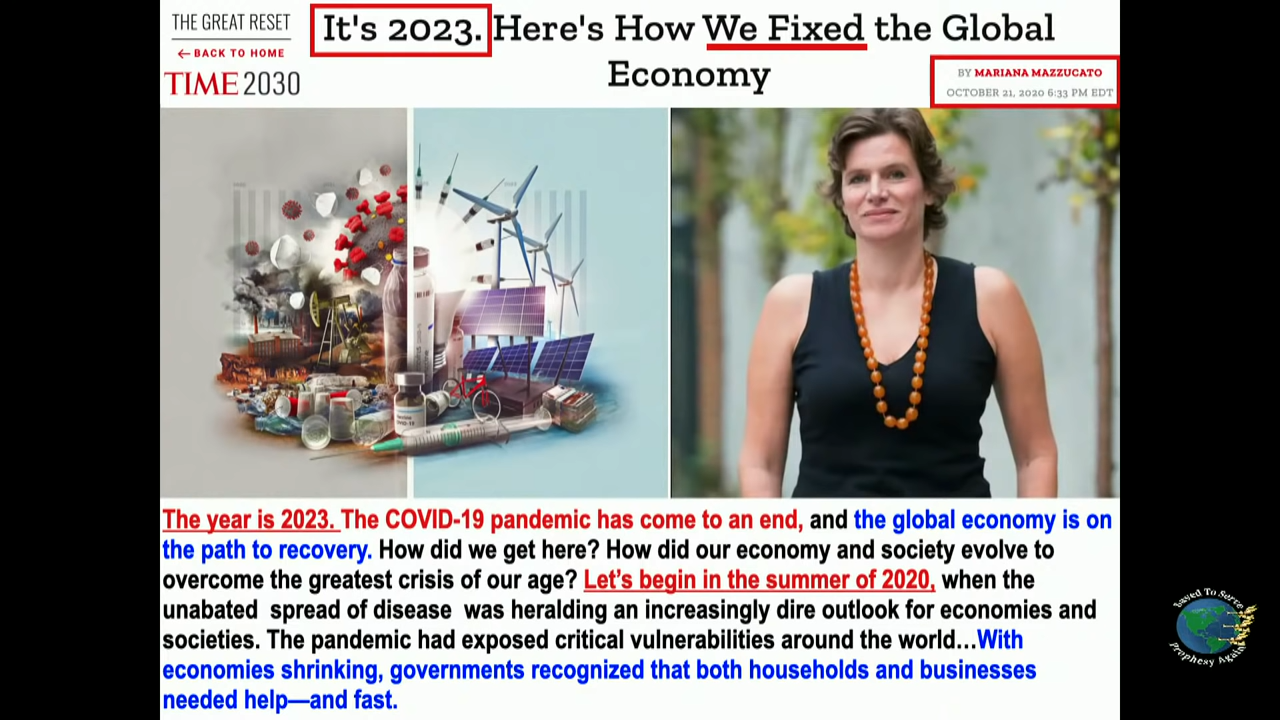 THE GREAT RESET
← BACK TO HOME
TIME 2030
It's 2023. Here's How We Fixed the Global
Economy
BY MARIANA MAZZUCATO
OCTOBER 21, 2020 6:33 PM EDT
The year is 2023. The COVID-19 pandemic has come to an end, and the global economy is on
the path to recovery. How did we get here? How did our economy and society evolve to
overcome the greatest crisis of our age? Let's begin in the summer of 2020, when the
unabated spread of disease was heralding an increasingly dire outlook for economies and
societies. The pandemic had exposed critical vulnerabilities around the world…With
economies shrinking, governments recognized that both households and businesses
needed help—and fast.
Saved To Serve
Prophesy Again